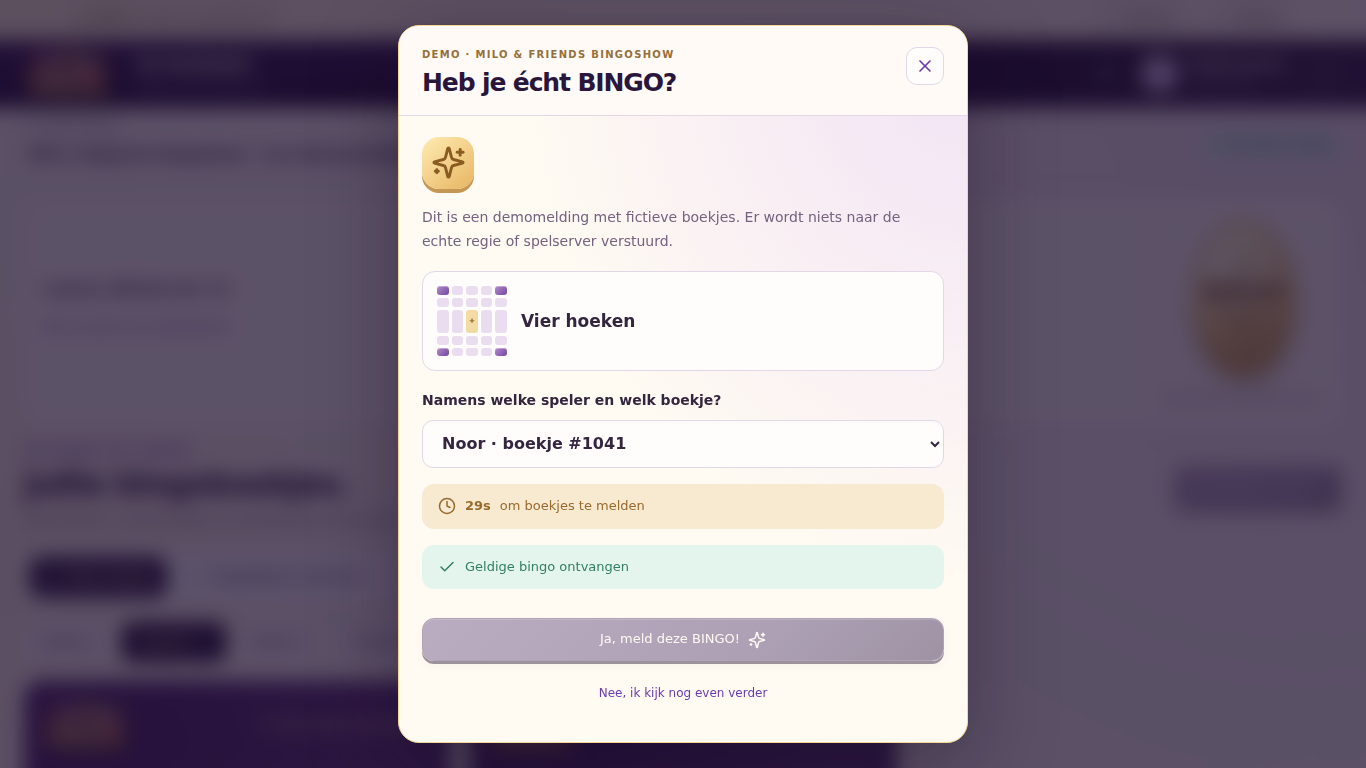 DEMO · MILO & FRIENDS BINGOSHOW
Heb je écht BINGO?
Dit is een demomelding met fictieve boekjes. Er wordt niets naar de
echte regie of spelserver verstuurd.
Vier hoeken
Namens welke speler en welk boekje?
Noor · boekje #1041
29s om boekjes te melden
Geldige bingo ontvangen
Ja, meld deze BINGO!
Nee, ik kijk nog even verder